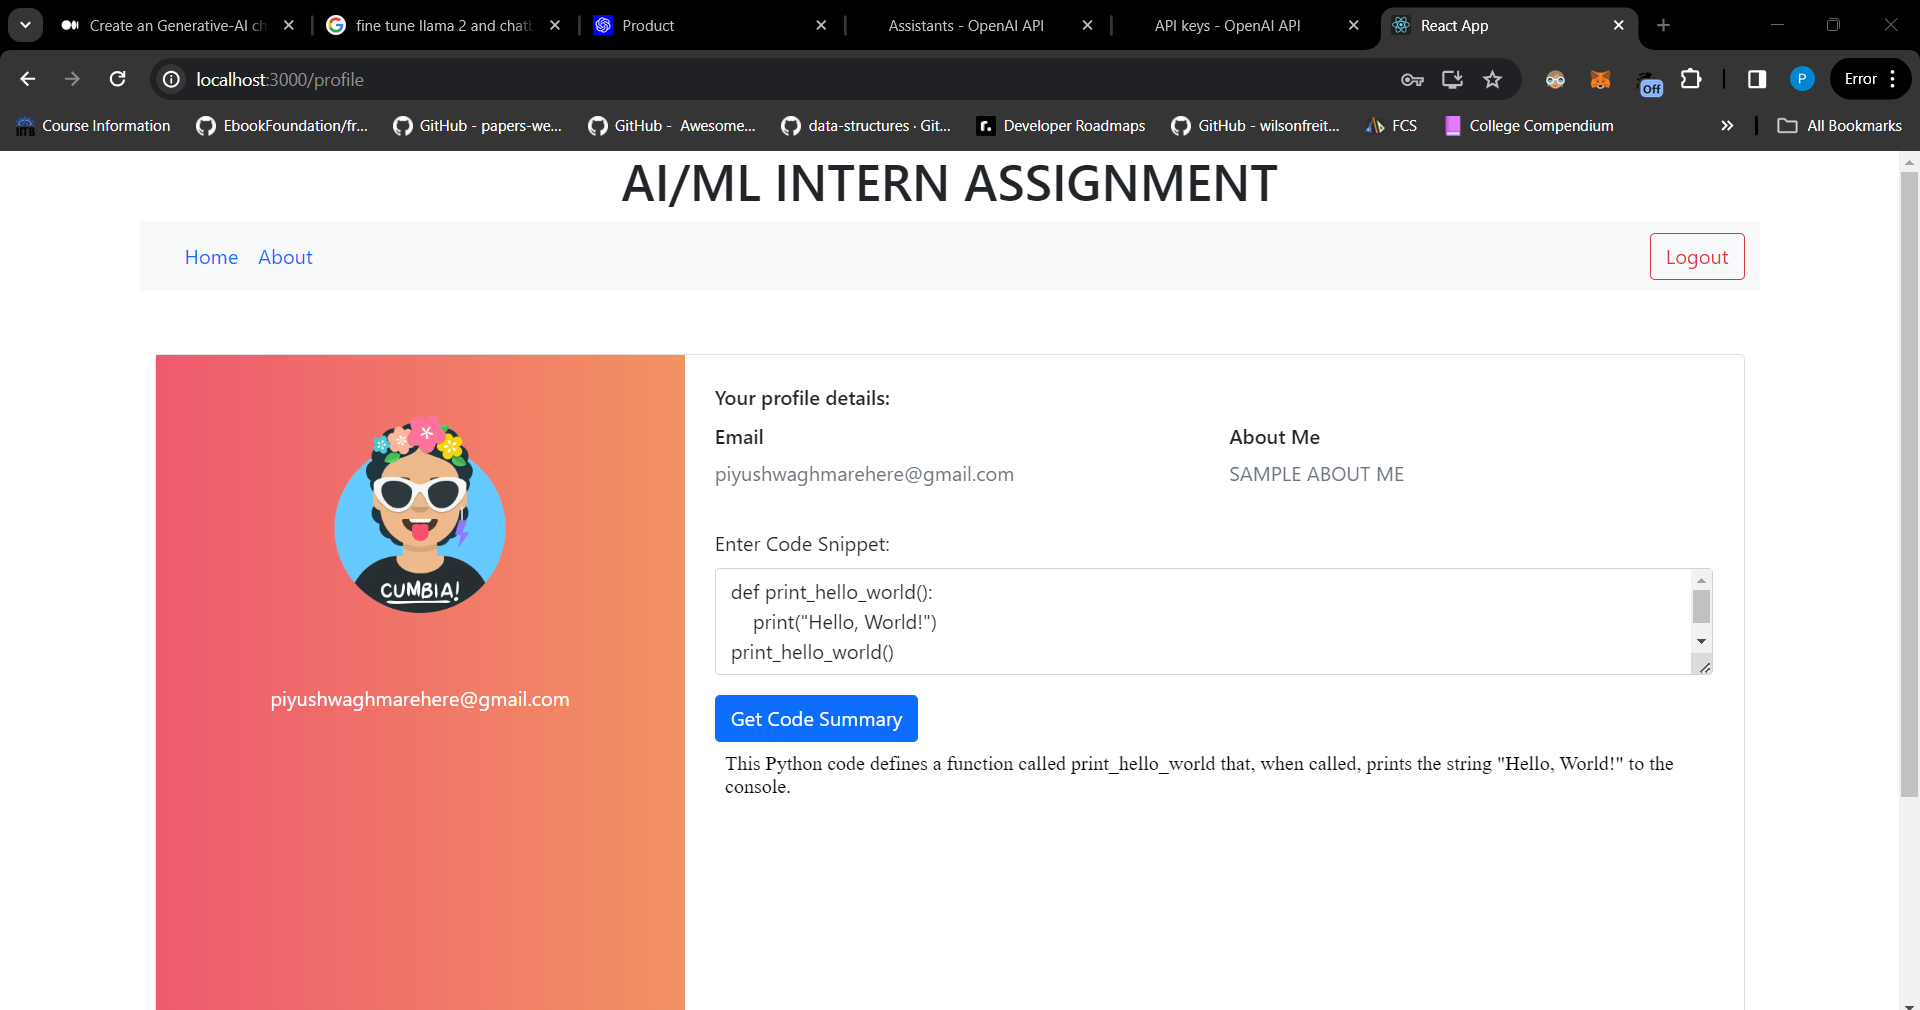 Create an Generative-AI ch
fine tune llama 2 and chatb
Product
Assistants - OpenAI API
API keys - OpenAI API
React App
localhost:3000/profile
Off
P
Error
IITB
Course Information
EbookFoundation/fr...
GitHub - papers-we...
GitHub - Awesome...
data-structures · Git...
r.
Developer Roadmaps
GitHub - wilsonfreit...
FCS
College Compendium
All Bookmarks
AI/ML INTERN ASSIGNMENT
Home
About
Logout
CUMBIA!
piyushwaghmarehere@gmail.com
Your profile details:
Email
About Me
piyushwaghmarehere@gmail.com
SAMPLE ABOUT ME
Enter Code Snippet:
def print_hello_world():
    print("Hello, World!")
print_hello_world()
Get Code Summary
This Python code defines a function called print_hello_world that, when called, prints the string "Hello, World!" to the
console.